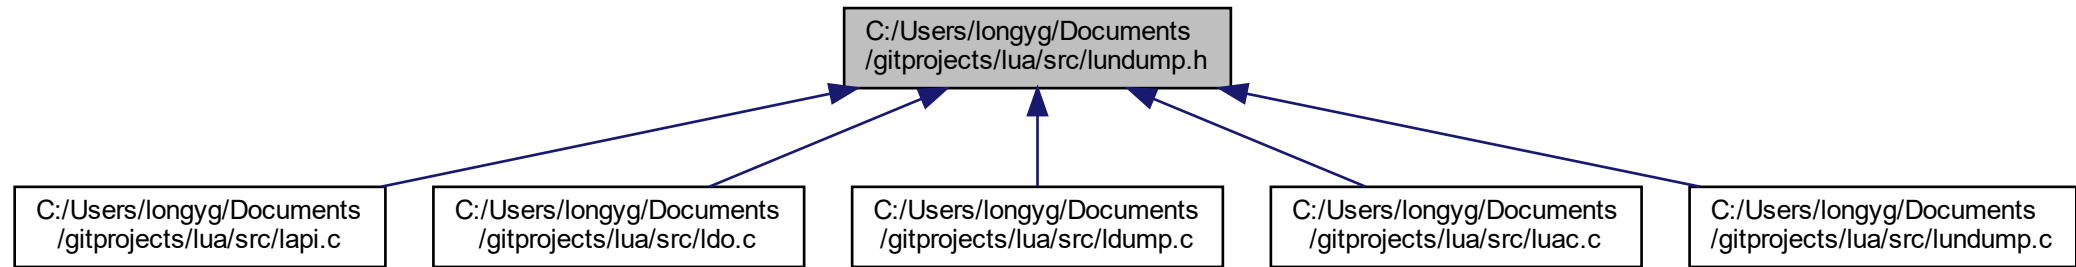 C:/Users/longyg/Documents
/gitprojects/lua/src/lundump.h
C:/Users/longyg/Documents
/gitprojects/lua/src/lapi.c
C:/Users/longyg/Documents
/gitprojects/lua/src/ldo.c
C:/Users/longyg/Documents
/gitprojects/lua/src/ldump.c
C:/Users/longyg/Documents
/gitprojects/lua/src/luac.c
C:/Users/longyg/Documents
/gitprojects/lua/src/lundump.c